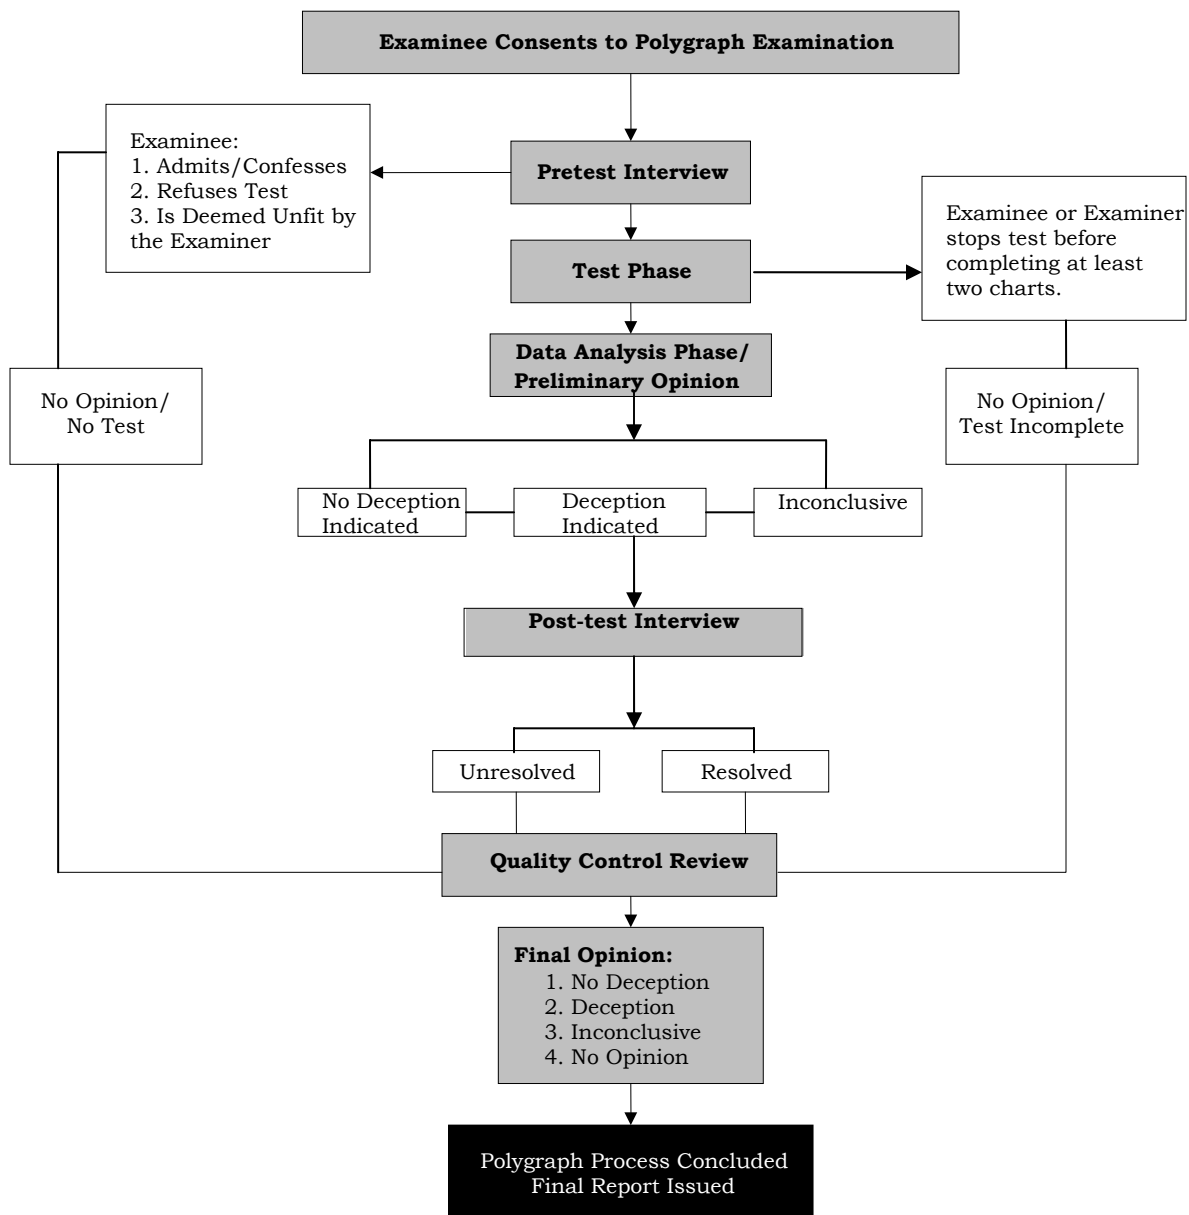 Examinee Consents to Polygraph Examination
Examinee:
1. Admits/Confesses
2. Refuses Test
3. Is Deemed Unfit by
the Examiner
Pretest Interview
Examinee or Examiner
stops test before
completing at least
two charts.
Test Phase
Data Analysis Phase/
Preliminary Opinion
No Opinion/
No Test
No Opinion/
Test Incomplete
No Deception
Indicated
Deception
Indicated
Inconclusive
Post-test Interview
Unresolved
Resolved
Quality Control Review
Final Opinion:
1. No Deception
2. Deception
3. Inconclusive
4. No Opinion
Polygraph Process Concluded
Final Report Issued